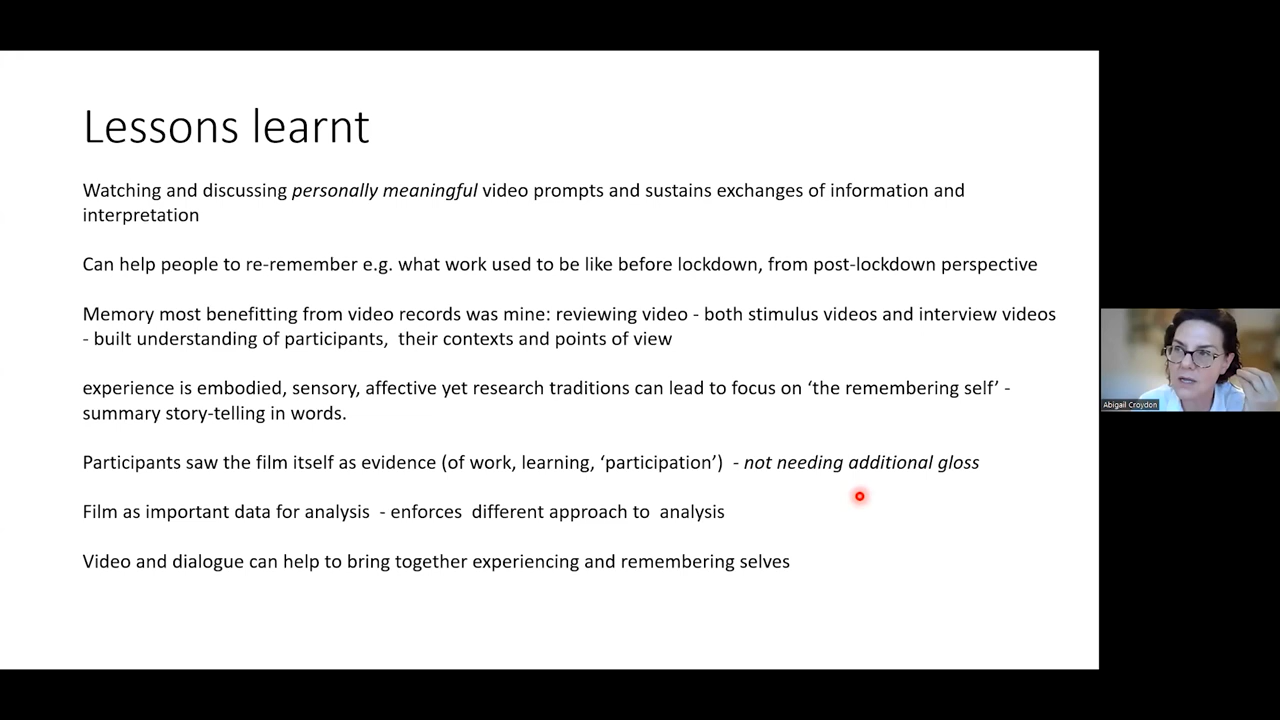 Lessons learnt
Watching and discussing personally meaningful video prompts and sustains exchanges of information and
interpretation
Can help people to re-remember e.g. what work used to be like before lockdown, from post-lockdown perspective
Memory most benefitting from video records was mine: reviewing video - both stimulus videos and interview videos
- built understanding of participants,  their contexts and points of view
experience is embodied, sensory, affective yet research traditions can lead to focus on ‘the remembering self’ -
summary story-telling in words.
Participants saw the film itself as evidence (of work, learning, ‘participation’)  - not needing additional gloss
Film as important data for analysis  - enforces  different approach to  analysis
Video and dialogue can help to bring together experiencing and remembering selves
Abigail Croydon